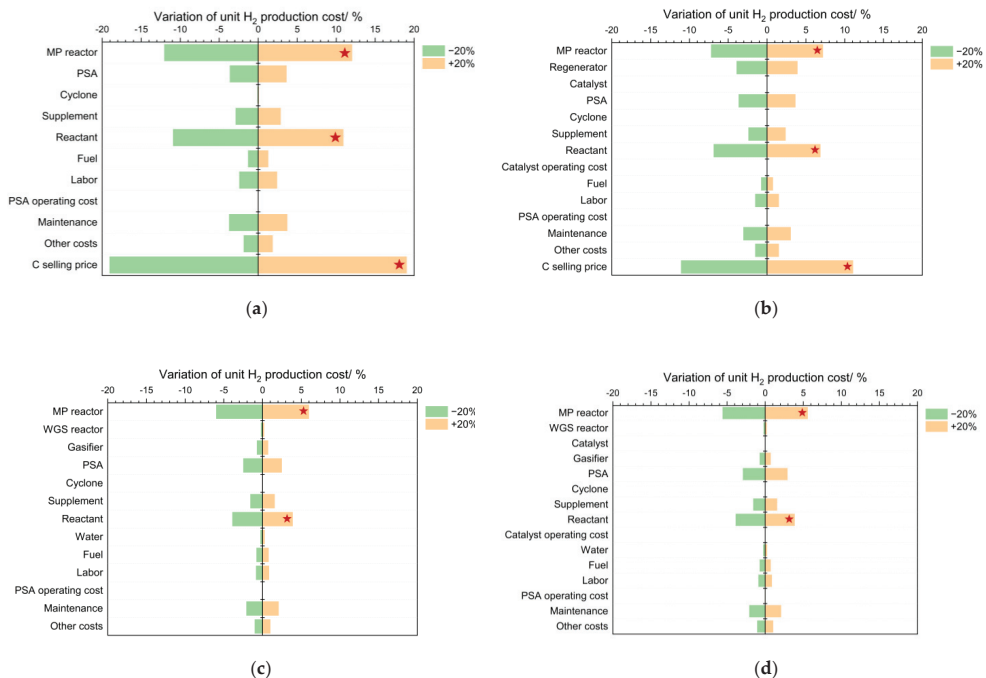 Variation of unit H₂ production cost/ %
-20 -15 -10 -5 0 5 10 15 20
MP reactor
PSA
Cyclone
Supplement
Reactant
Fuel
Labor
PSA operating cost
Maintenance
Other costs
C selling price
−20%
+20%
(a)
Variation of unit H₂ production cost/ %
-20 -15 -10 -5 0 5 10 15 20
MP reactor
Regenerator
Catalyst
PSA
Cyclone
Supplement
Reactant
Catalyst operating cost
Fuel
Labor
PSA operating cost
Maintenance
Other costs
C selling price
−20%
+20%
(b)
Variation of unit H₂ production cost/ %
-20 -15 -10 -5 0 5 10 15 20
MP reactor
WGS reactor
Gasifier
PSA
Cyclone
Supplement
Reactant
Water
Fuel
Labor
PSA operating cost
Maintenance
Other costs
−20%
+20%
(c)
Variation of unit H₂ production cost/ %
-20 -15 -10 -5 0 5 10 15 20
MP reactor
WGS reactor
Catalyst
Gasifier
PSA
Cyclone
Supplement
Reactant
Catalyst operating cost
Water
Fuel
Labor
PSA operating cost
Maintenance
Other costs
−20%
+20%
(d)